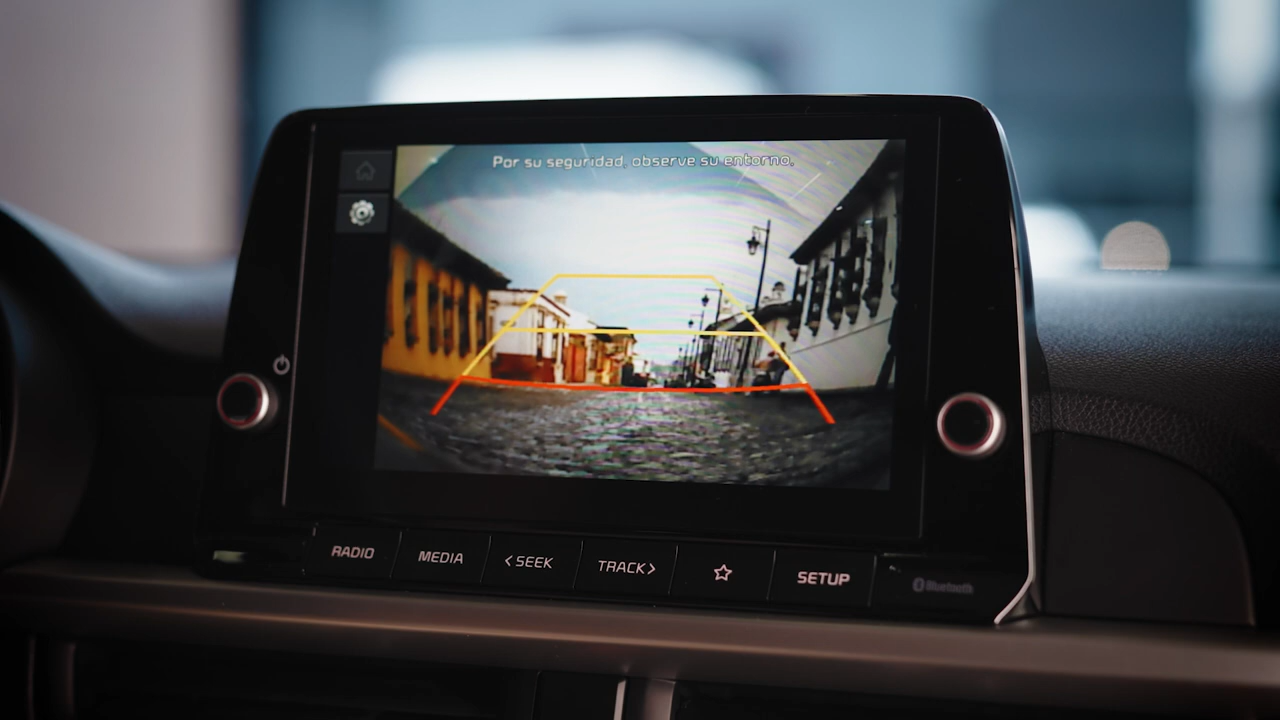 Por su seguridad, observe su entorno.
RADIO
MEDIA
<SEEK
TRACK>
SETUP
Bluetooth